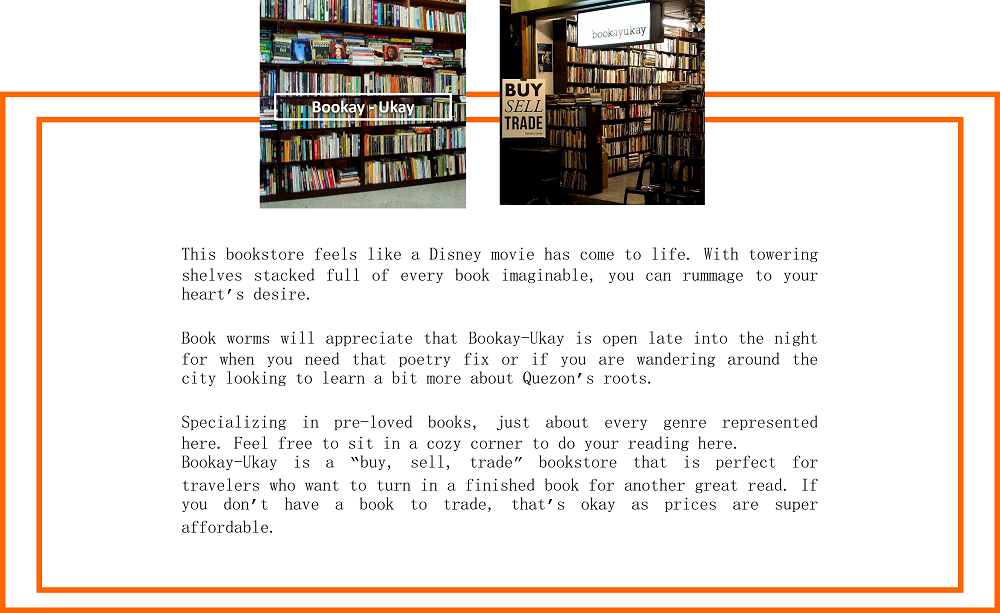 Bookay - Ukay
bookayukay
BUY
SELL
TRADE
This bookstore feels like a Disney movie has come to life. With towering
shelves stacked full of every book imaginable, you can rummage to your
heart's desire.
Book worms will appreciate that Bookay-Ukay is open late into the night
for when you need that poetry fix or if you are wandering around the
city looking to learn a bit more about Quezon's roots.
Specializing in pre-loved books, just about every genre represented
here. Feel free to sit in a cozy corner to do your reading here.
Bookay-Ukay is a “buy, sell, trade” bookstore that is perfect for
travelers who want to turn in a finished book for another great read. If
you don't have a book to trade, that's okay as prices are super
affordable.